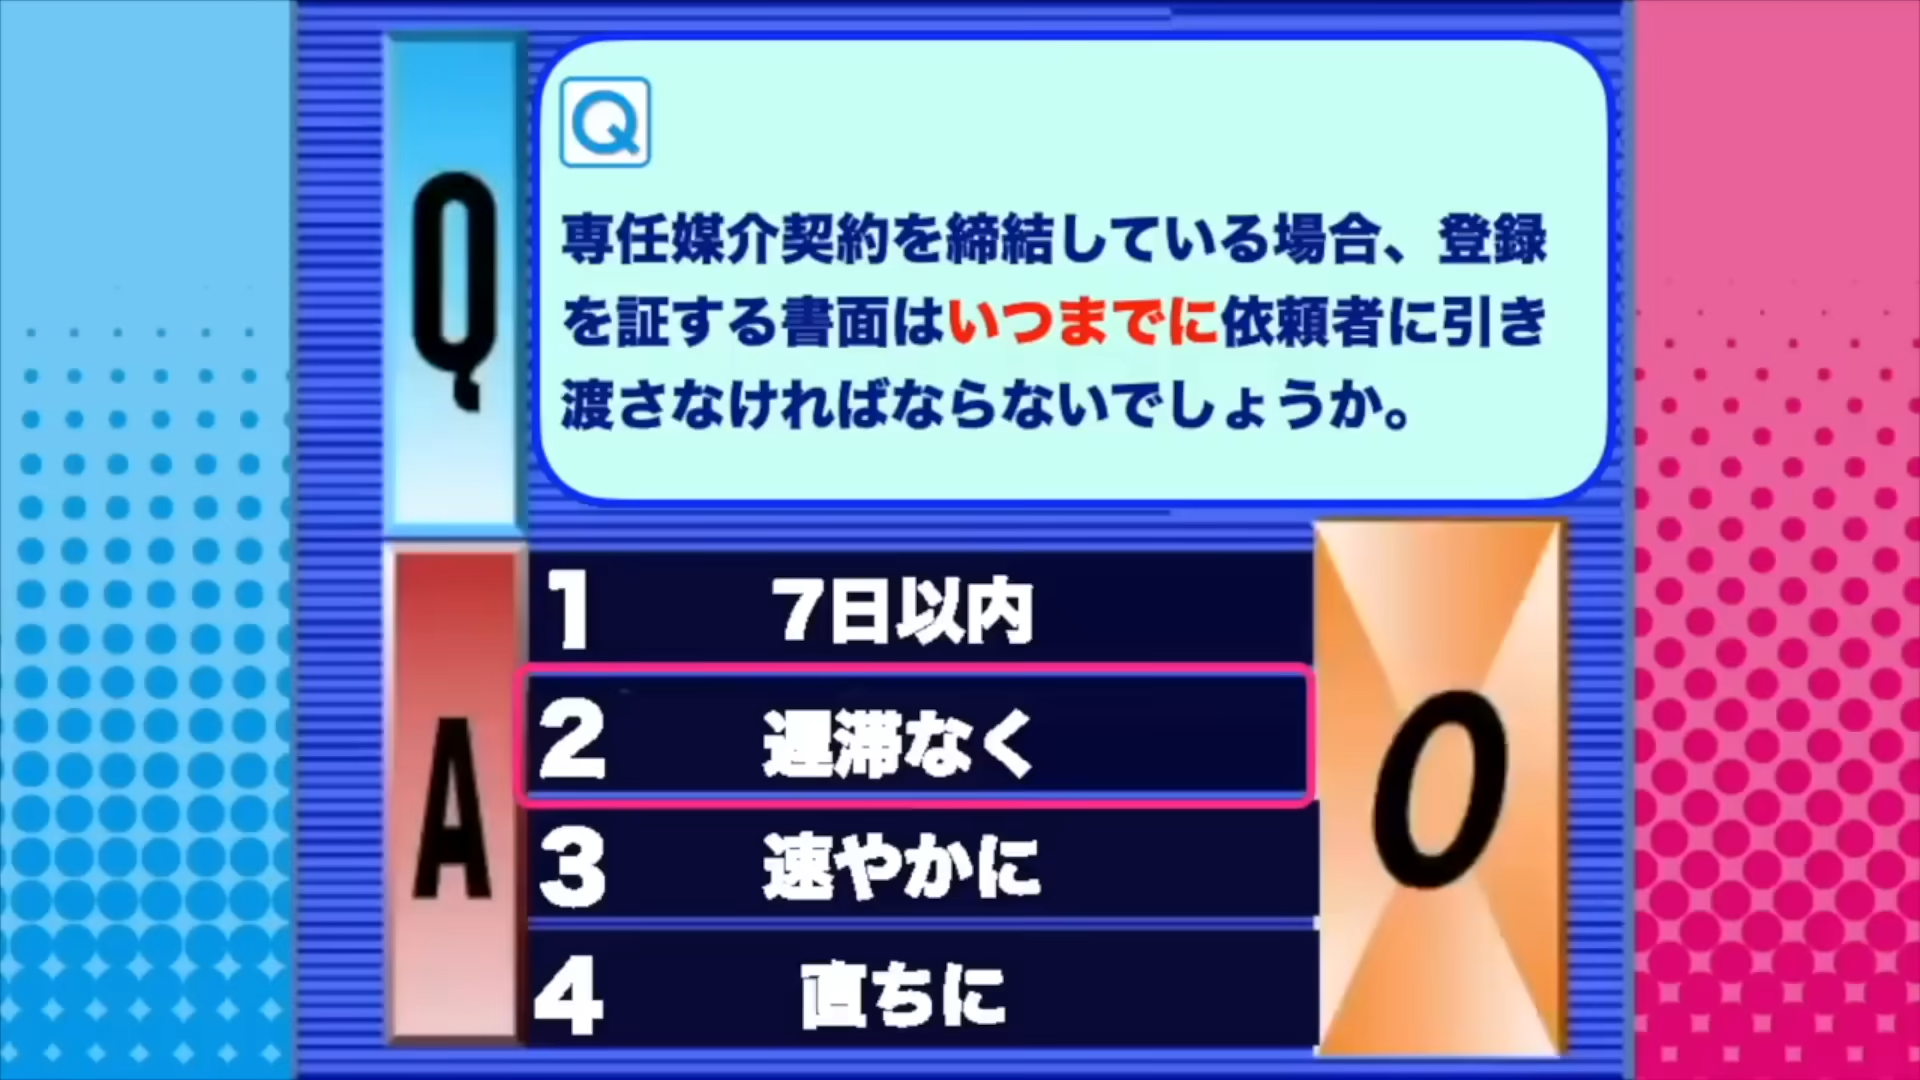 Q
Q
専任媒介契約を締結している場合、登録
を証する書面はいつまでに依頼者に引き
渡さなければならないでしょうか。
A
1 7日以内
2 遅滞なく
3 速やかに
4 直ちに
O